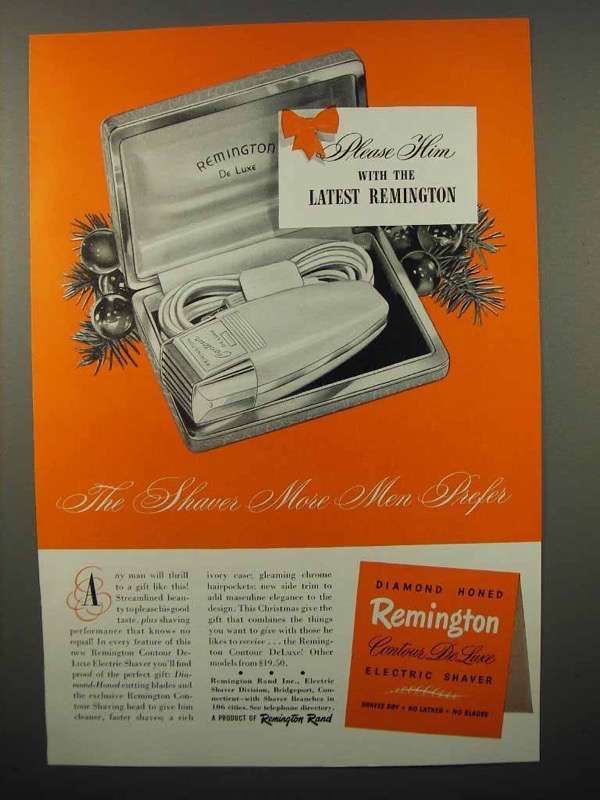 REMINGTON
De Luxe
Please Him
WITH THE
LATEST REMINGTON
REMINGTON
Contour
DE LUXE
The Shaver More Men Prefer
Any man will thrill
to a gift like this!
Streamlined beau-
ty to please his good
taste, plus shaving
performance that knows no
equal! In every feature of this
new Remington Contour De-
Luxe Electric Shaver you'll find
proof of the perfect gift: Dia-
mond-Honed cutting blades and
the exclusive Remington Con-
tour Shaving head to give him
cleaner, faster shaves; a rich
ivory case; gleaming chrome
hairpockets; new side trim to
add masculine elegance to the
design. This Christmas give the
gift that combines the things
you want to give with those he
likes to receive . . . the Reming-
ton Contour DeLuxe! Other
models from $19.50.
Remington Rand Inc., Electric
Shaver Division, Bridgeport, Con-
necticut—with Shaver Branches in
106 cities. See telephone directory.
A PRODUCT OF Remington Rand
DIAMOND HONED
Remington
Contour De Luxe
ELECTRIC SHAVER
SHAVES DRY • NO LATHER • NO BLADES